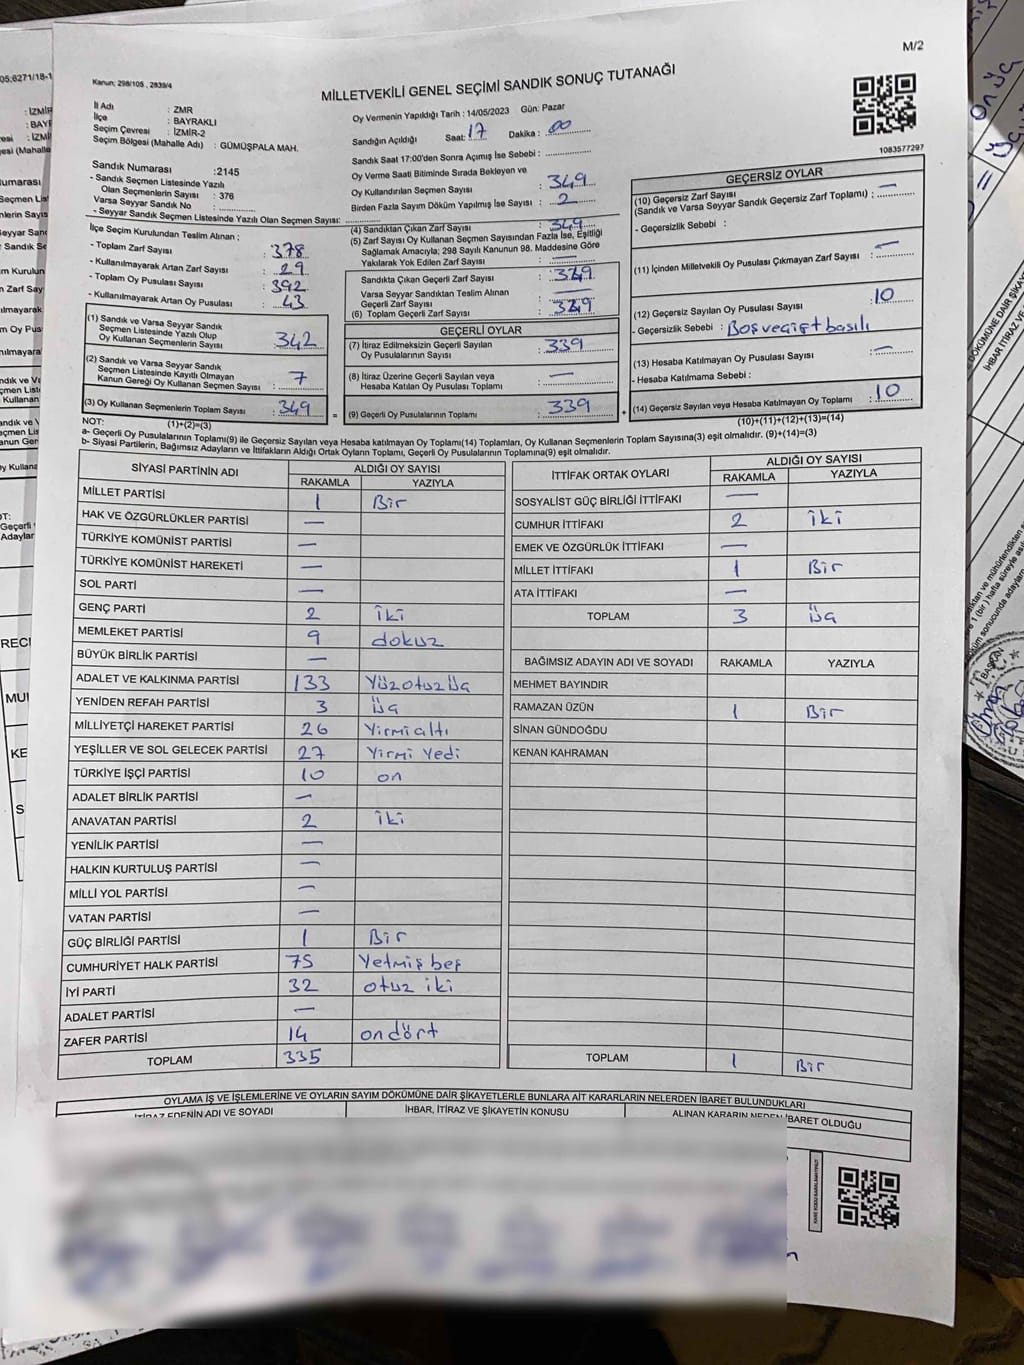 M/2
Kanun: 298/105 , 2839/4
MİLLETVEKİLİ GENEL SEÇİMİ SANDIK SONUÇ TUTANAĞI
İl Adı : ZMR
İlçe : BAYRAKLI
Seçim Çevresi : İZMİR-2
Seçim Bölgesi (Mahalle Adı) : GÜMÜŞPALA MAH.
Oy Vermenin Yapıldığı Tarih : 14/05/2023 Gün: Pazar
Sandığın Açıldığı Saat: 17 Dakika : 00
Sandık Saat 17:00'den Sonra Açımış İse Sebebi :
1083577297
Sandık Numarası :2145
- Sandık Seçmen Listesinde Yazılı
Olan Seçmenlerin Sayısı : 376
Varsa Seyyar Sandık No :
- Seyyar Sandık Seçmen Listesinde Yazılı Olan Seçmen Sayısı:
Oy Verme Saati Bitiminde Sırada Bekleyen ve
Oy Kullandırılan Seçmen Sayısı : 349
Birden Fazla Sayım Döküm Yapılmış İse Sayısı : 2
İlçe Seçim Kurulundan Teslim Alınan ;
- Toplam Zarf Sayısı : 378
- Kullanılmayarak Artan Zarf Sayısı : 29
- Toplam Oy Pusulası Sayısı : 392
- Kullanılmayarak Artan Oy Pusulası : 43
(4) Sandıktan Çıkan Zarf Sayısı : 349
(5) Zarf Sayısı Oy Kullanan Seçmen Sayısından Fazla İse, Eşitliği
Sağlamak Amacıyla; 298 Sayılı Kanunun 98. Maddesine Göre
Yakılarak Yok Edilen Zarf Sayısı : —
Sandıkta Çıkan Geçerli Zarf Sayısı : 349
Varsa Seyyar Sandıktan Teslim Alınan
Geçerli Zarf Sayısı : —
(6) Toplam Geçerli Zarf Sayısı : 349
GEÇERSİZ OYLAR
(10) Geçersiz Zarf Sayısı
(Sandık ve Varsa Seyyar Sandık Geçersiz Zarf Toplamı) ; —
- Geçersizlik Sebebi :
(11) İçinden Milletvekili Oy Pusulası Çıkmayan Zarf Sayısı : —
(12) Geçersiz Sayılan Oy Pusulası Sayısı : 10
- Geçersizlik Sebebi : Boş ve çift basılı
(13) Hesaba Katılmayan Oy Pusulası Sayısı : —
- Hesaba Katılmama Sebebi :
(14) Geçersiz Sayılan veya Hesaba Katılmayan Oy Toplamı : 10
(10)+(11)+(12)+(13)=(14)
(1) Sandık ve Varsa Seyyar Sandık
Seçmen Listesinde Yazılı Olup
Oy Kullanan Seçmenlerin Sayısı : 342
(2) Sandık ve Varsa Seyyar Sandık
Seçmen Listesinde Kayıtlı Olmayan
Kanun Gereği Oy Kullanan Seçmen Sayısı : 7
(3) Oy Kullanan Seçmenlerin Toplam Sayısı : 349
(1)+(2)=(3)
GEÇERLİ OYLAR
(7) İtiraz Edilmeksizin Geçerli Sayılan
Oy Pusulalarının Sayısı : 339
(8) İtiraz Üzerine Geçerli Sayılan veya
Hesaba Katılan Oy Pusulası Toplamı : —
=
(9) Geçerli Oy Pusulalarının Toplamı : 339
+
NOT:
a- Geçerli Oy Pusulalarının Toplamı(9) ile Geçersiz Sayılan veya Hesaba katılmayan Oy Toplamı(14) Toplamları, Oy Kullanan Seçmenlerin Toplam Sayısına(3) eşit olmalıdır. (9)+(14)=(3)
b- Siyasi Partilerin, Bağımsız Adayların ve İttifakların Aldığı Ortak Oyların Toplamı, Geçerli Oy Pusulalarının Toplamına(9) eşit olmalıdır.
SİYASİ PARTİNİN ADI ALDIĞI OY SAYISI
RAKAMLA YAZIYLA
MİLLET PARTİSİ 1 Bir
HAK VE ÖZGÜRLÜKLER PARTİSİ —
TÜRKİYE KOMÜNİST PARTİSİ —
TÜRKİYE KOMÜNİST HAREKETİ —
SOL PARTİ —
GENÇ PARTİ 2 iki
MEMLEKET PARTİSİ 9 dokuz
BÜYÜK BİRLİK PARTİSİ —
ADALET VE KALKINMA PARTİSİ 133 Yüzotuzüç
YENİDEN REFAH PARTİSİ 3 üç
MİLLİYETÇİ HAREKET PARTİSİ 26 Yirmialtı
YEŞİLLER VE SOL GELECEK PARTİSİ 27 Yirmi Yedi
TÜRKİYE İŞÇİ PARTİSİ 10 on
ADALET BİRLİK PARTİSİ —
ANAVATAN PARTİSİ 2 iki
YENİLİK PARTİSİ —
HALKIN KURTULUŞ PARTİSİ —
MİLLİ YOL PARTİSİ —
VATAN PARTİSİ —
GÜÇ BİRLİĞİ PARTİSİ 1 Bir
CUMHURİYET HALK PARTİSİ 75 Yetmiş beş
İYİ PARTİ 32 otuz iki
ADALET PARTİSİ —
ZAFER PARTİSİ 14 ondört
TOPLAM 335
İTTİFAK ORTAK OYLARI ALDIĞI OY SAYISI
RAKAMLA YAZIYLA
SOSYALİST GÜÇ BİRLİĞİ İTTİFAKI —
CUMHUR İTTİFAKI 2 iki
EMEK VE ÖZGÜRLÜK İTTİFAKI —
MİLLET İTTİFAKI 1 Bir
ATA İTTİFAKI —
TOPLAM 3 üç
BAĞIMSIZ ADAYIN ADI VE SOYADI RAKAMLA YAZIYLA
MEHMET BAYINDIR
RAMAZAN ÜZÜN 1 Bir
SİNAN GÜNDOĞDU
KENAN KAHRAMAN
TOPLAM 1 Bir
OYLAMA İŞ VE İŞLEMLERİNE VE OYLARIN SAYIM DÖKÜMÜNE DAİR ŞİKAYETLERLE BUNLARA AİT KARARLARIN NELERDEN İBARET BULUNDUKLARI
İTİRAZ EDENİN ADI VE SOYADI İHBAR, İTİRAZ VE ŞİKAYETİN KONUSU ALINAN KARARIN NEDEN İBARET OLDUĞU